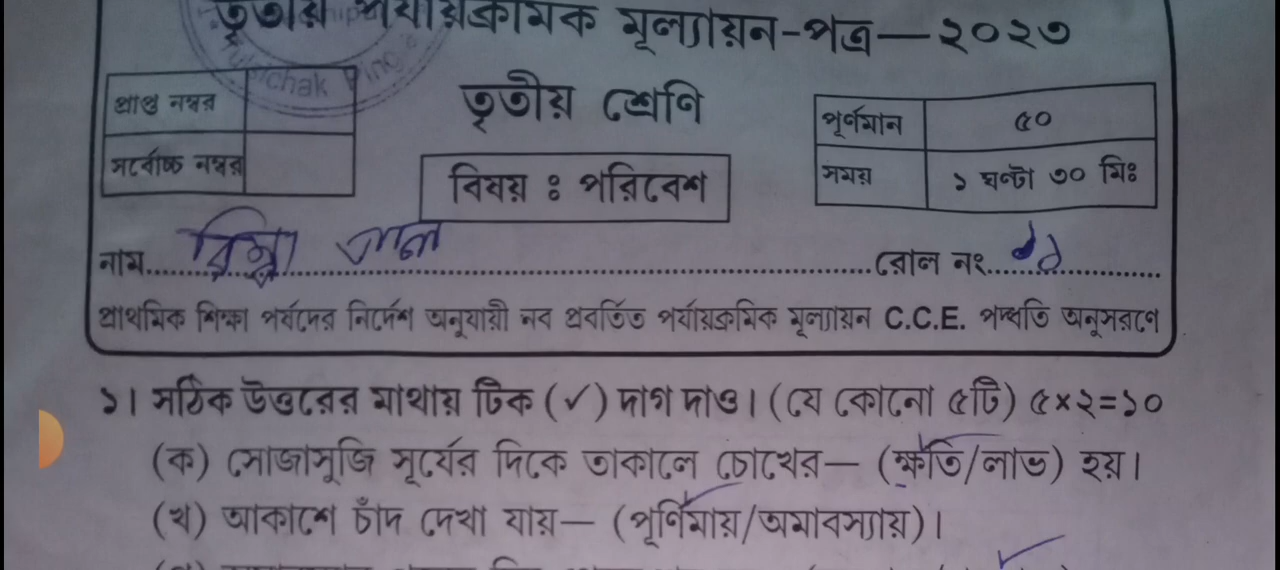 তৃতীয় পর্যায়ক্রমিক মূল্যায়ন-পত্র—২০২৩
প্রাপ্ত নম্বর
সর্বোচ্চ নম্বর
তৃতীয় শ্রেণি
বিষয় : পরিবেশ
পূর্ণমান ৫০
সময় ১ ঘণ্টা ৩০ মিঃ
নাম..... পাল.....রোল নং.....
প্রাথমিক শিক্ষা পর্ষদের নির্দেশ অনুযায়ী নব প্রবর্তিত পর্যায়ক্রমিক মূল্যায়ন C.C.E. পদ্ধতি অনুসরণে
১। সঠিক উত্তরের মাথায় টিক (✓) দাগ দাও। (যে কোনো ৫টি) ৫×২=১০
(ক) সোজাসুজি সূর্যের দিকে তাকালে চোখের— (ক্ষতি/লাভ) হয়।
(খ) আকাশে চাঁদ দেখা যায়— (পূর্ণিমায়/অমাবস্যায়)।